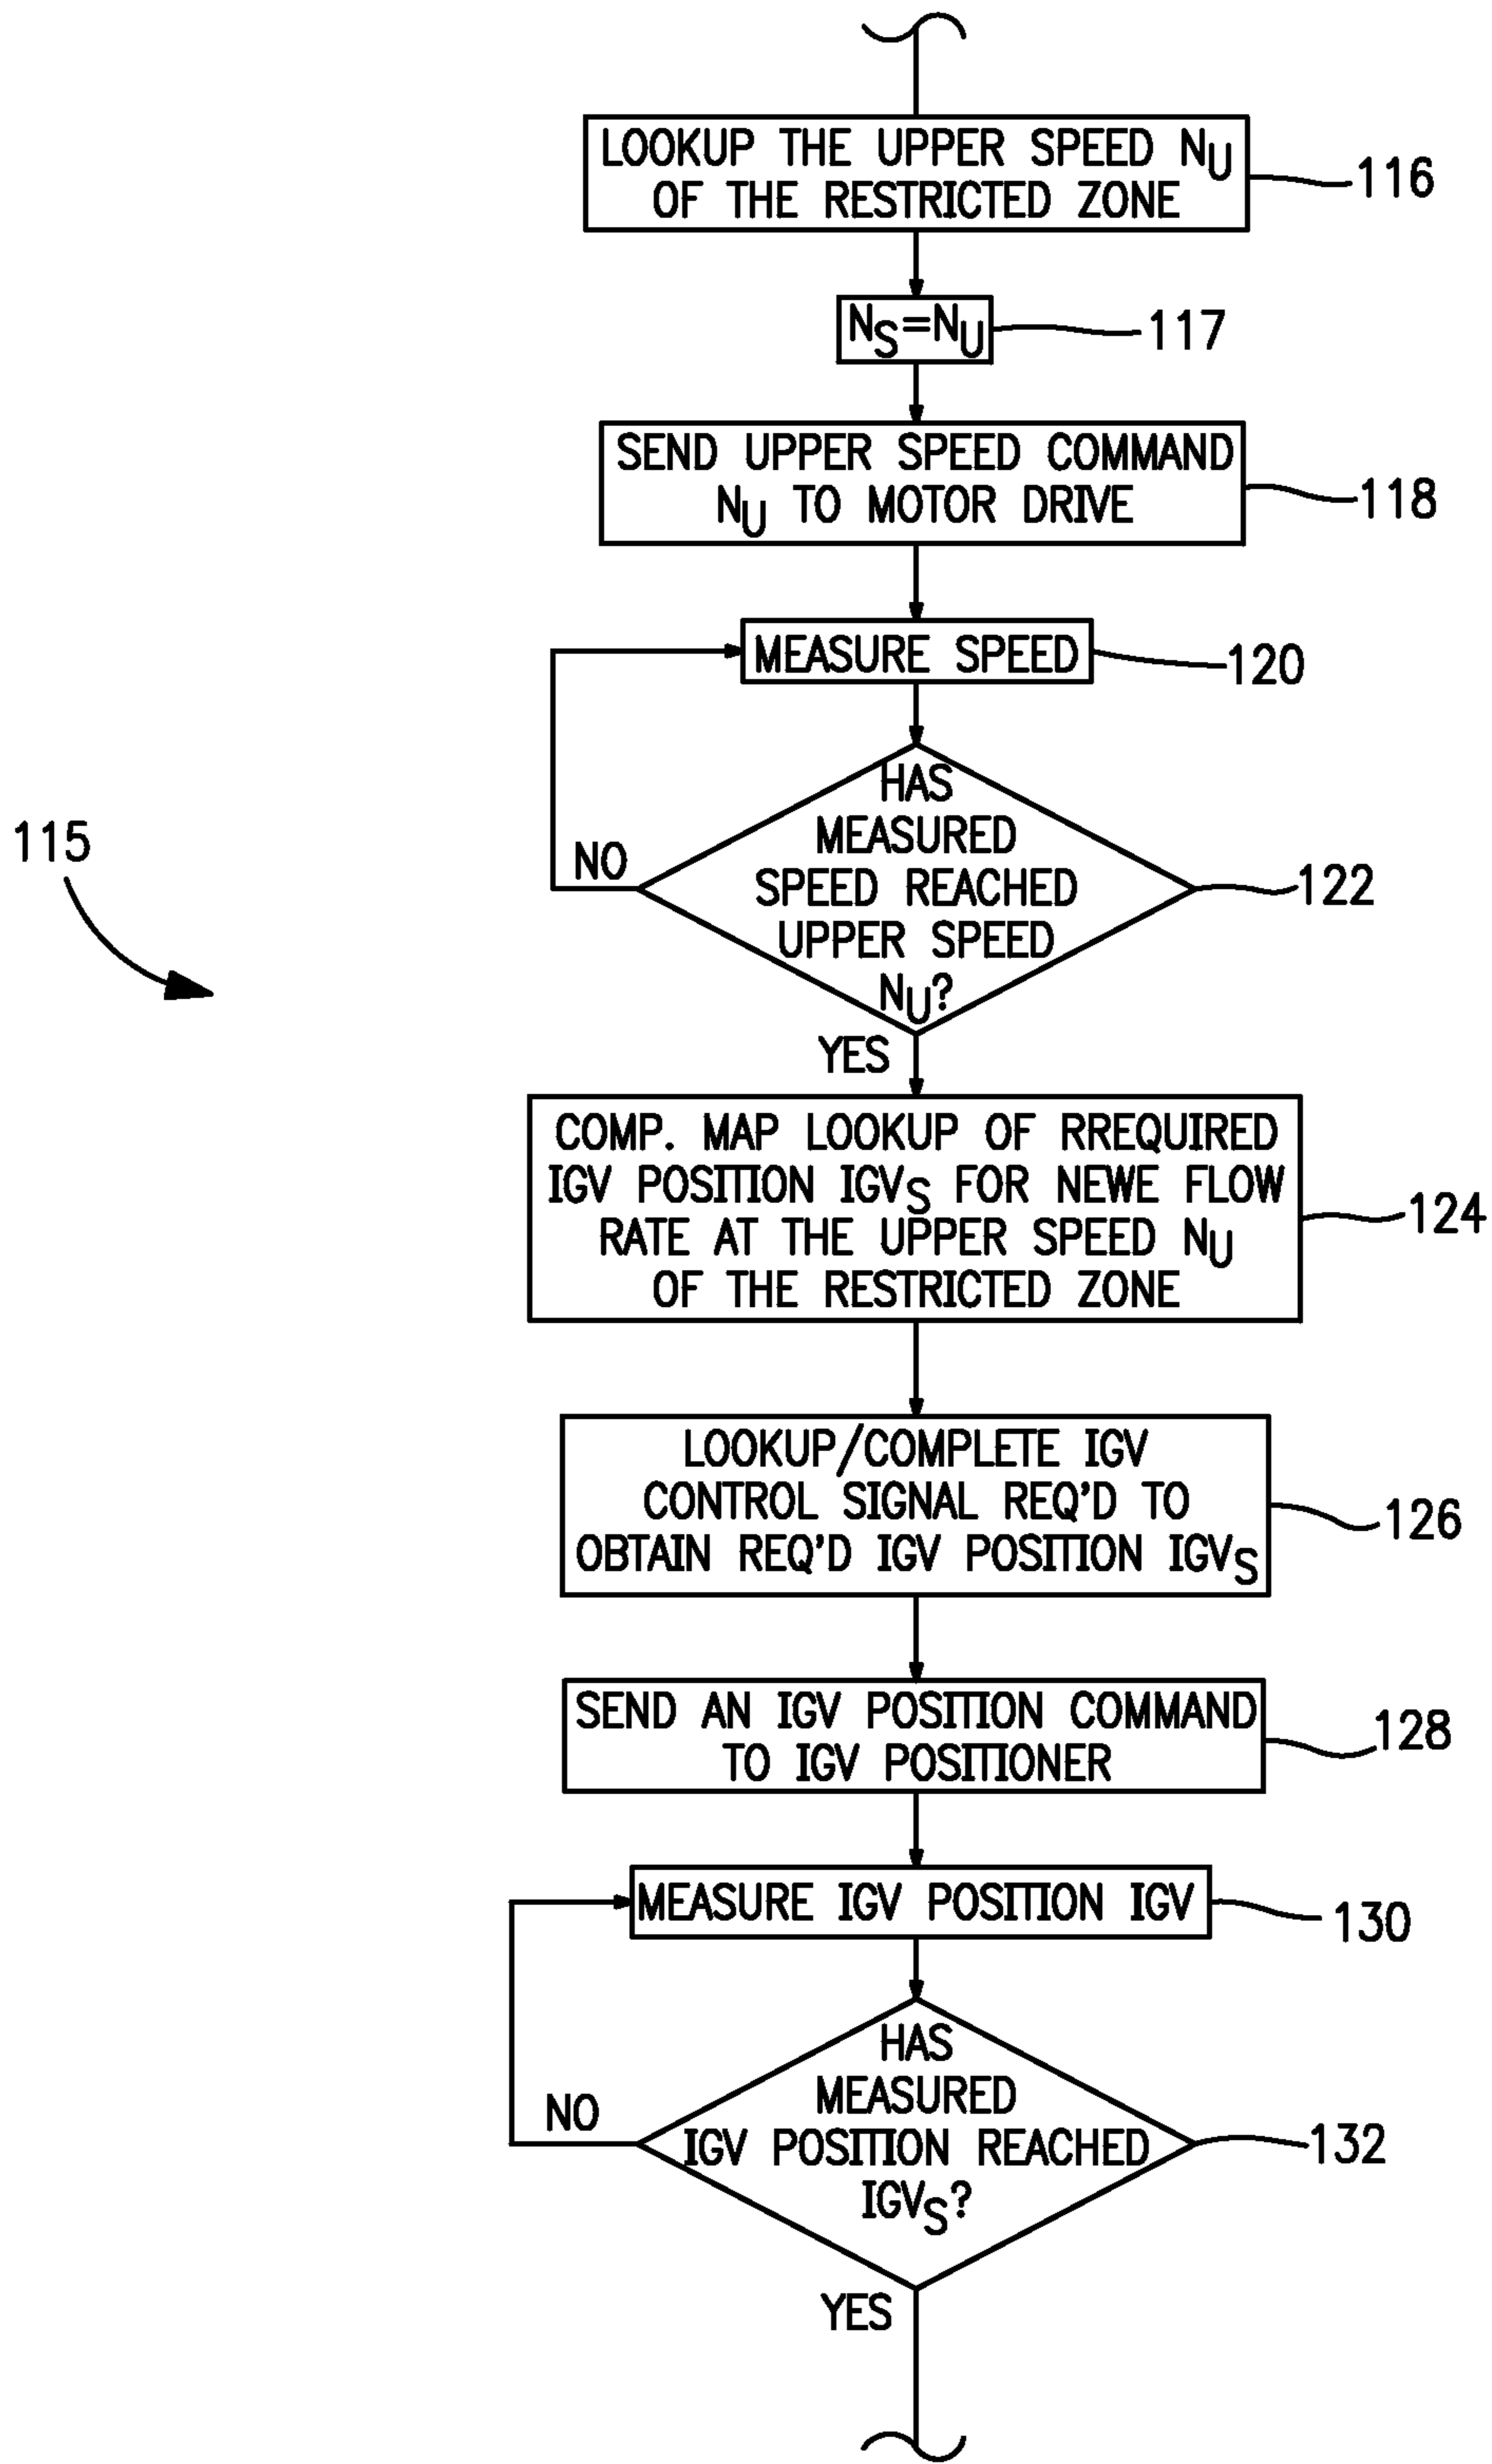 LOOKUP THE UPPER SPEED NU
OF THE RESTRICTED ZONE
116
NS=NU
117
SEND UPPER SPEED COMMAND
NU TO MOTOR DRIVE
118
MEASURE SPEED
120
115
HAS
MEASURED
SPEED REACHED
UPPER SPEED
NU?
NO
122
YES
COMP. MAP LOOKUP OF RREQUIRED
IGV POSITION IGVS FOR NEWE FLOW
RATE AT THE UPPER SPEED NU
OF THE RESTRICTED ZONE
124
LOOKUP/COMPLETE IGV
CONTROL SIGNAL REQ'D TO
OBTAIN REQ'D IGV POSITION IGVS
126
SEND AN IGV POSITION COMMAND
TO IGV POSITIONER
128
MEASURE IGV POSITION IGV
130
HAS
MEASURED
IGV POSITION REACHED
IGVS?
NO
132
YES